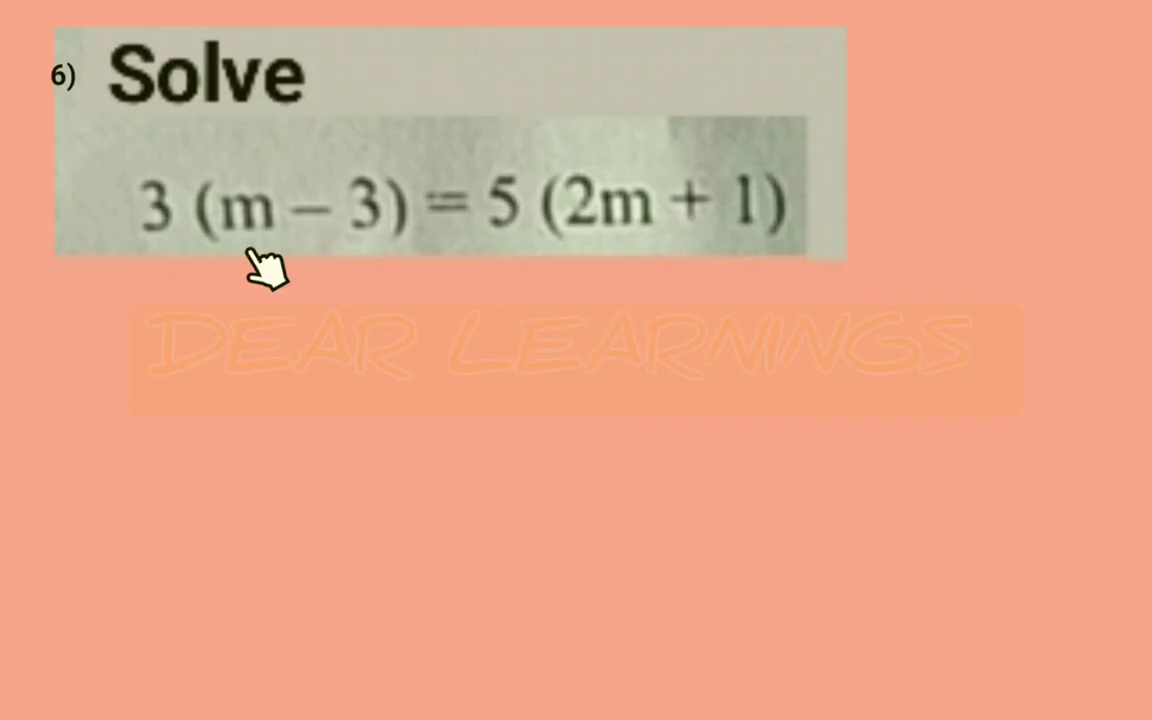 6) Solve
3 (m – 3) = 5 (2m + 1)
DEAR LEARNINGS